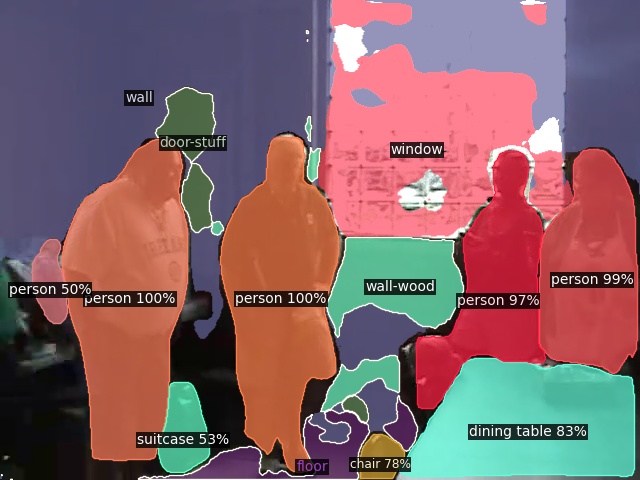 wall
door-stuff
window
person 50%
person 100%
person 100%
wall-wood
person 97%
person 99%
suitcase 53%
floor
chair 78%
dining table 83%